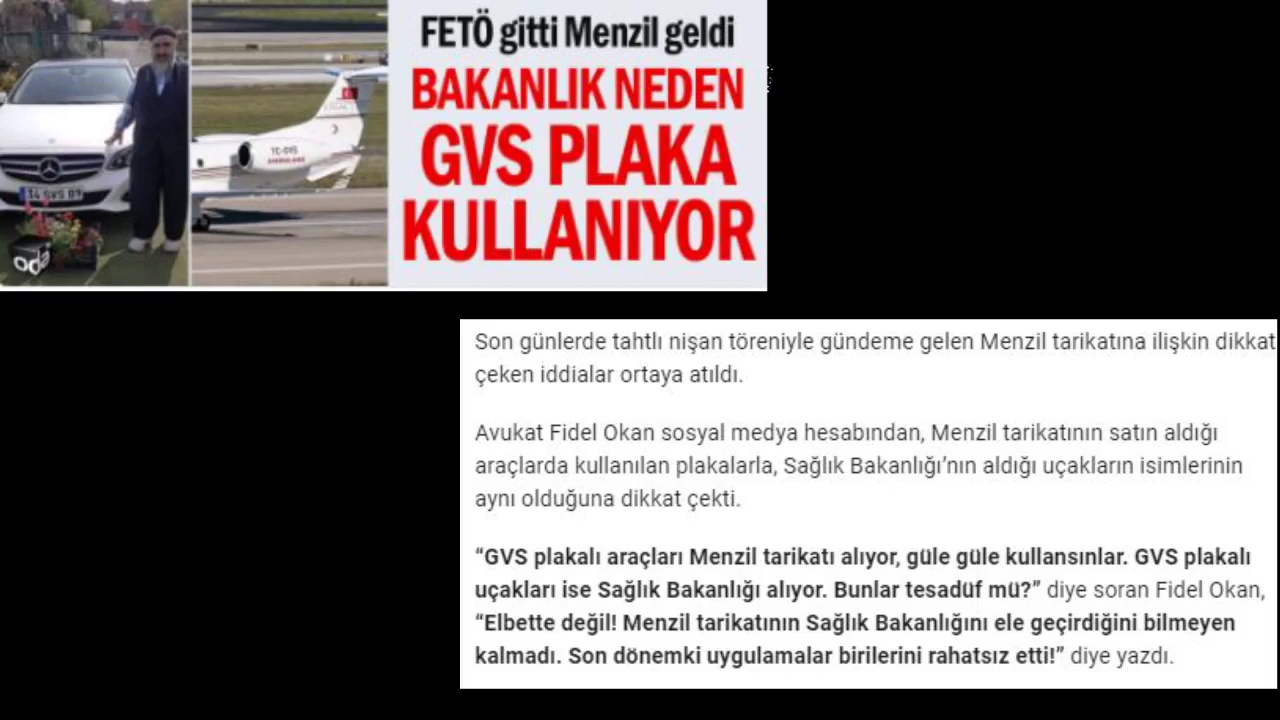 FETÖ gitti Menzil geldi
BAKANLIK NEDEN
GVS PLAKA
KULLANIYOR
34 GVS 89
TC-GVS
oda
Son günlerde tahtlı nişan töreniyle gündeme gelen Menzil tarikatına ilişkin dikkat
çeken iddialar ortaya atıldı.
Avukat Fidel Okan sosyal medya hesabından, Menzil tarikatının satın aldığı
araçlarda kullanılan plakalarla, Sağlık Bakanlığı’nın aldığı uçakların isimlerinin
aynı olduğuna dikkat çekti.
“GVS plakalı araçları Menzil tarikatı alıyor, güle güle kullansınlar. GVS plakalı
uçakları ise Sağlık Bakanlığı alıyor. Bunlar tesadüf mü?” diye soran Fidel Okan,
“Elbette değil! Menzil tarikatının Sağlık Bakanlığını ele geçirdiğini bilmeyen
kalmadı. Son dönemki uygulamalar birilerini rahatsız etti!” diye yazdı.